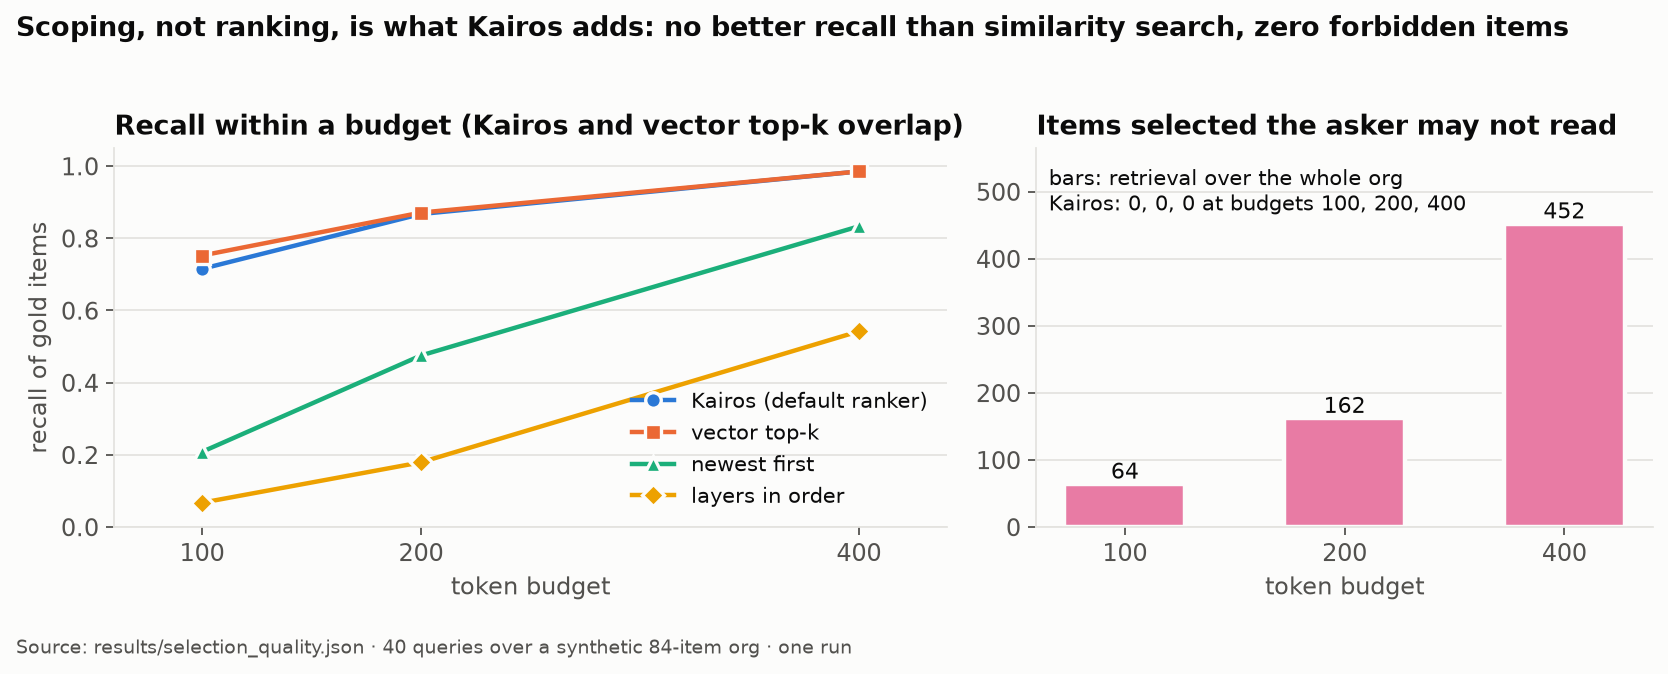 Scoping, not ranking, is what Kairos adds: no better recall than similarity search, zero forbidden items
Recall within a budget (Kairos and vector top-k overlap)
recall of gold items
1.0
0.8
0.6
0.4
0.2
0.0
Kairos (default ranker)
vector top-k
newest first
layers in order
100
200
400
token budget
Items selected the asker may not read
bars: retrieval over the whole org
Kairos: 0, 0, 0 at budgets 100, 200, 400
500
400
300
200
100
0
64
162
452
100
200
400
token budget
Source: results/selection_quality.json · 40 queries over a synthetic 84-item org · one run